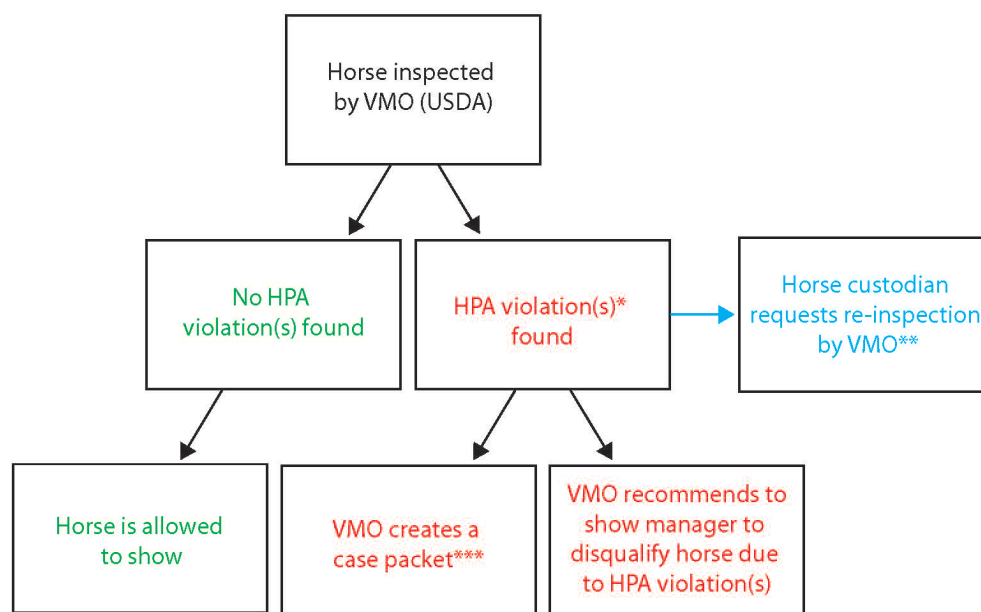 Horse inspected
by VMO (USDA)
No HPA
violation(s) found
HPA violation(s)*
found
Horse custodian
requests re-inspection
by VMO**
Horse is allowed
to show
VMO creates a
case packet***
VMO recommends to
show manager to
disqualify horse due
to HPA violation(s)